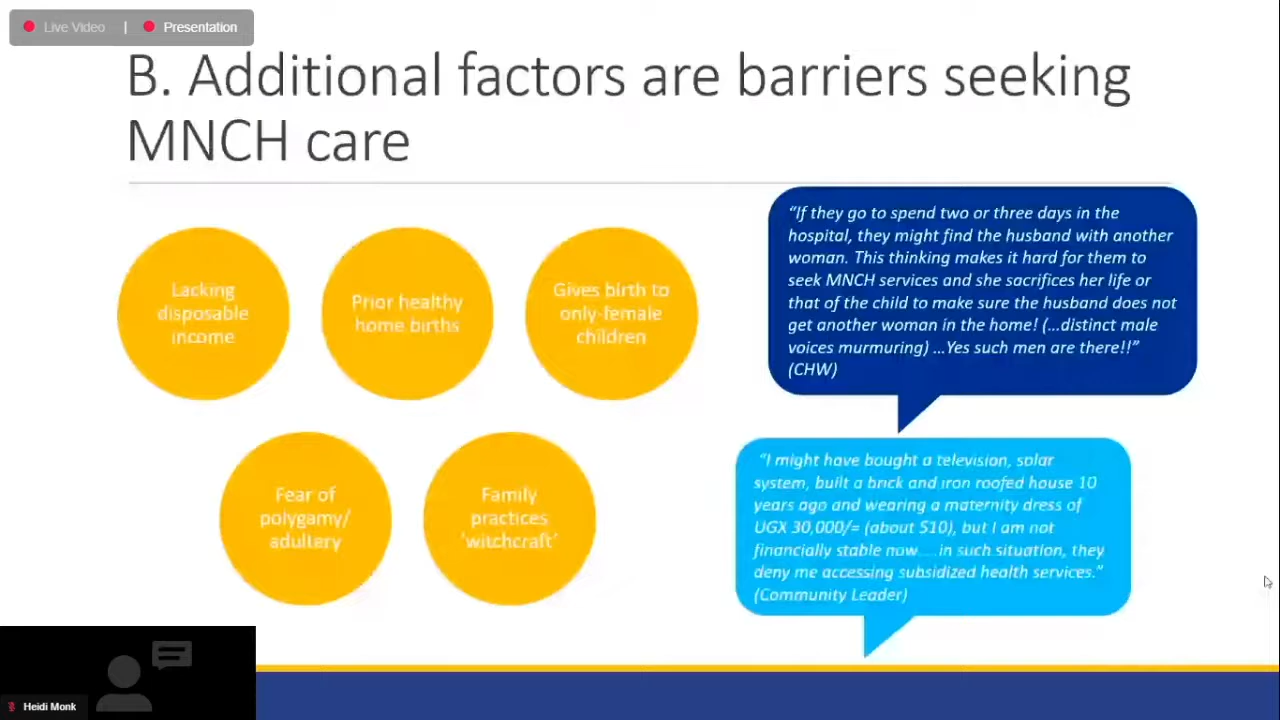 Live Video | Presentation
B. Additional factors are barriers seeking
MNCH care
Lacking
disposable
income
Prior healthy
home births
Gives birth to
only-female
children
Fear of
polygamy/
adultery
Family
practices
‘witchcraft’
“If they go to spend two or three days in the
hospital, they might find the husband with another
woman. This thinking makes it hard for them to
seek MNCH services and she sacrifices her life or
that of the child to make sure the husband does not
get another woman in the home! (...distinct male
voices murmuring) ...Yes such men are there!!”
(CHW)
“I might have bought a television, solar
system, built a brick and iron roofed house 10
years ago and wearing a maternity dress of
UGX 30,000/= (about $10), but I am not
financially stable now....in such situation, they
deny me accessing subsidized health services.”
(Community Leader)
Heidi Monk